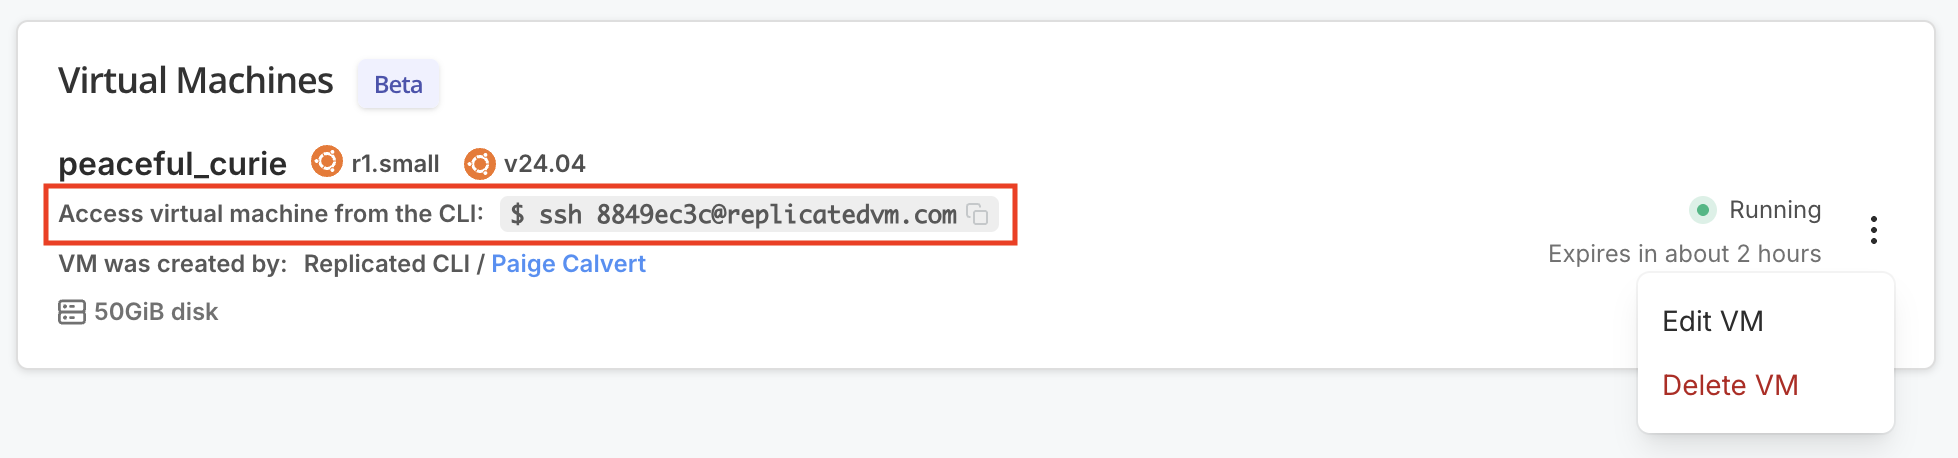 Virtual Machines Beta
peaceful_curie r1.small v24.04
Access virtual machine from the CLI: $ ssh 8849ec3c@replicatedvm.com
Running
VM was created by: Replicated CLI / Paige Calvert
Expires in about 2 hours
50GiB disk
Edit VM
Delete VM